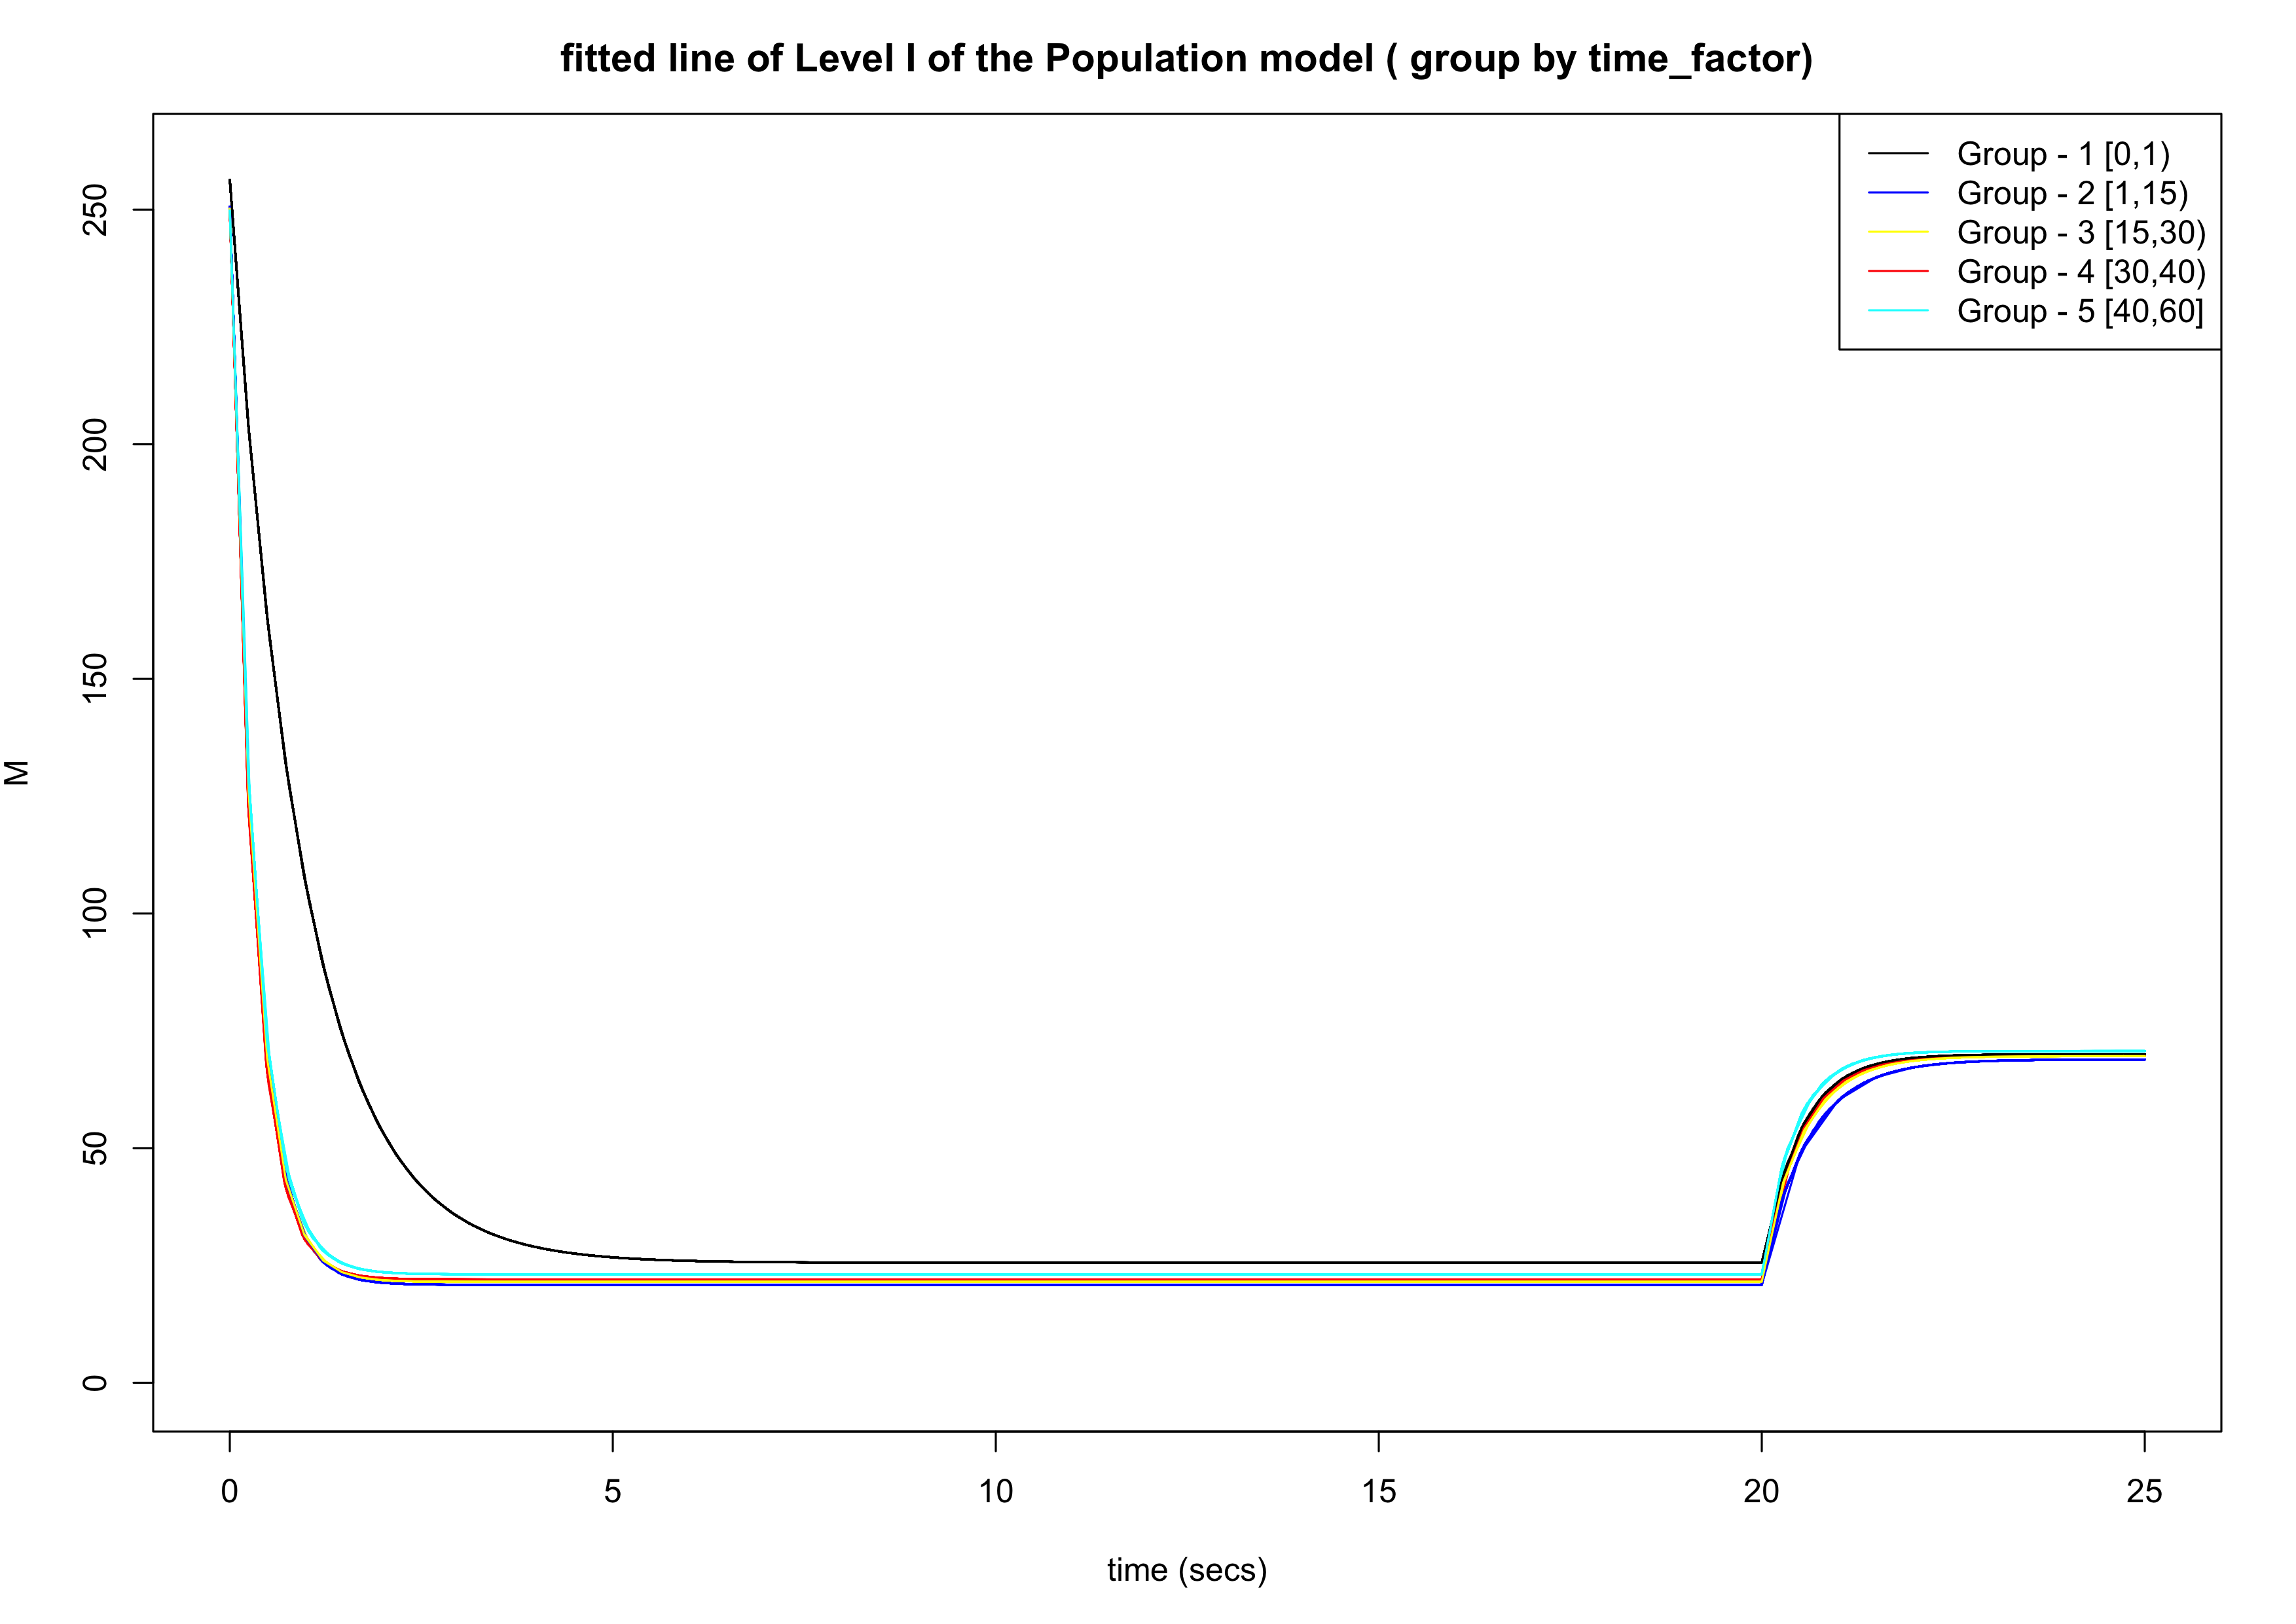 fitted line of Level I of the Population model ( group by time_factor)
Group - 1 [0,1)
Group - 2 [1,15)
Group - 3 [15,30)
Group - 4 [30,40)
Group - 5 [40,60]
250
200
150
100
50
0
M
0 5 10 15 20 25
time (secs)